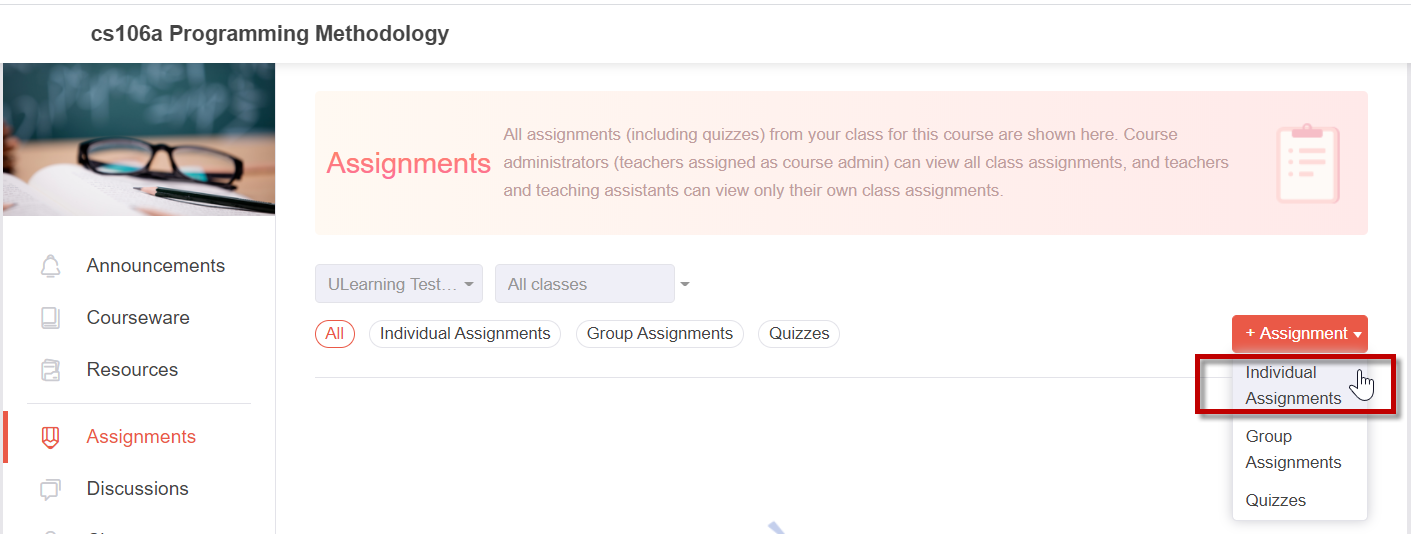 cs106a Programming Methodology
Announcements
Courseware
Resources
Assignments
Discussions
Assignments
All assignments (including quizzes) from your class for this course are shown here. Course
administrators (teachers assigned as course admin) can view all class assignments, and teachers
and teaching assistants can view only their own class assignments.
ULearning Test…
All classes
All
Individual Assignments
Group Assignments
Quizzes
+ Assignment
Individual
Assignments
Group
Assignments
Quizzes